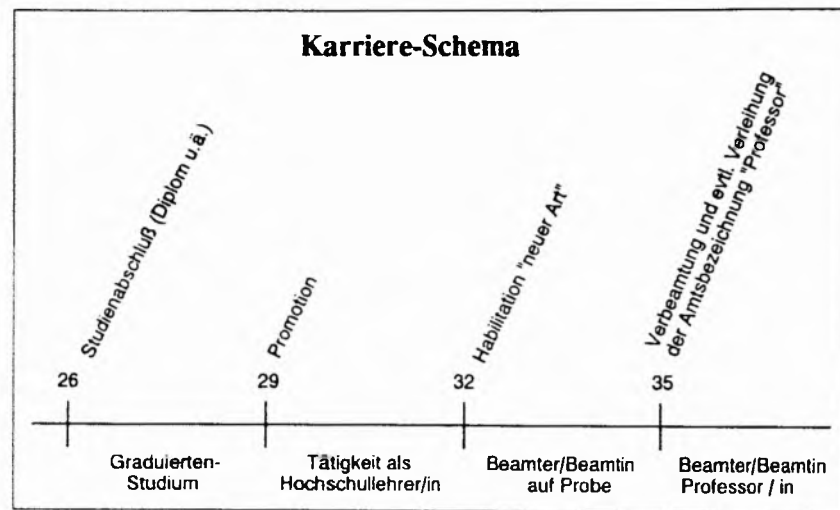 Karriere-Schema
Studienabschluß (Diplom u.ä.)
Promotion
Habilitation "neuer Art"
Verbeamtung und evtl. Verleihung
der Amtsbezeichnung "Professor"
26
29
32
35
Graduierten-
Studium
Tätigkeit als
Hochschullehrer/in
Beamter/Beamtin
auf Probe
Beamter/Beamtin
Professor / in